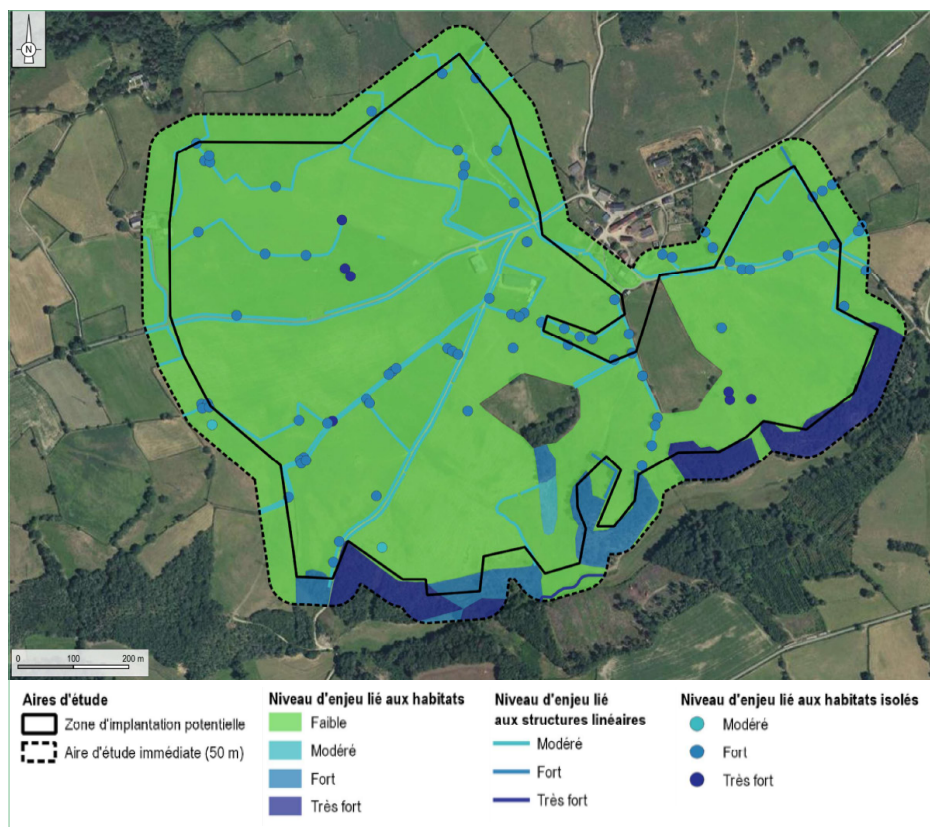 N
0 100 200 m
Aires d'étude
Zone d'implantation potentielle
Aire d'étude immédiate (50 m)
Niveau d'enjeu lié aux habitats
Faible
Modéré
Fort
Très fort
Niveau d'enjeu lié
aux structures linéaires
Modéré
Fort
Très fort
Niveau d'enjeu lié aux habitats isolés
Modéré
Fort
Très fort